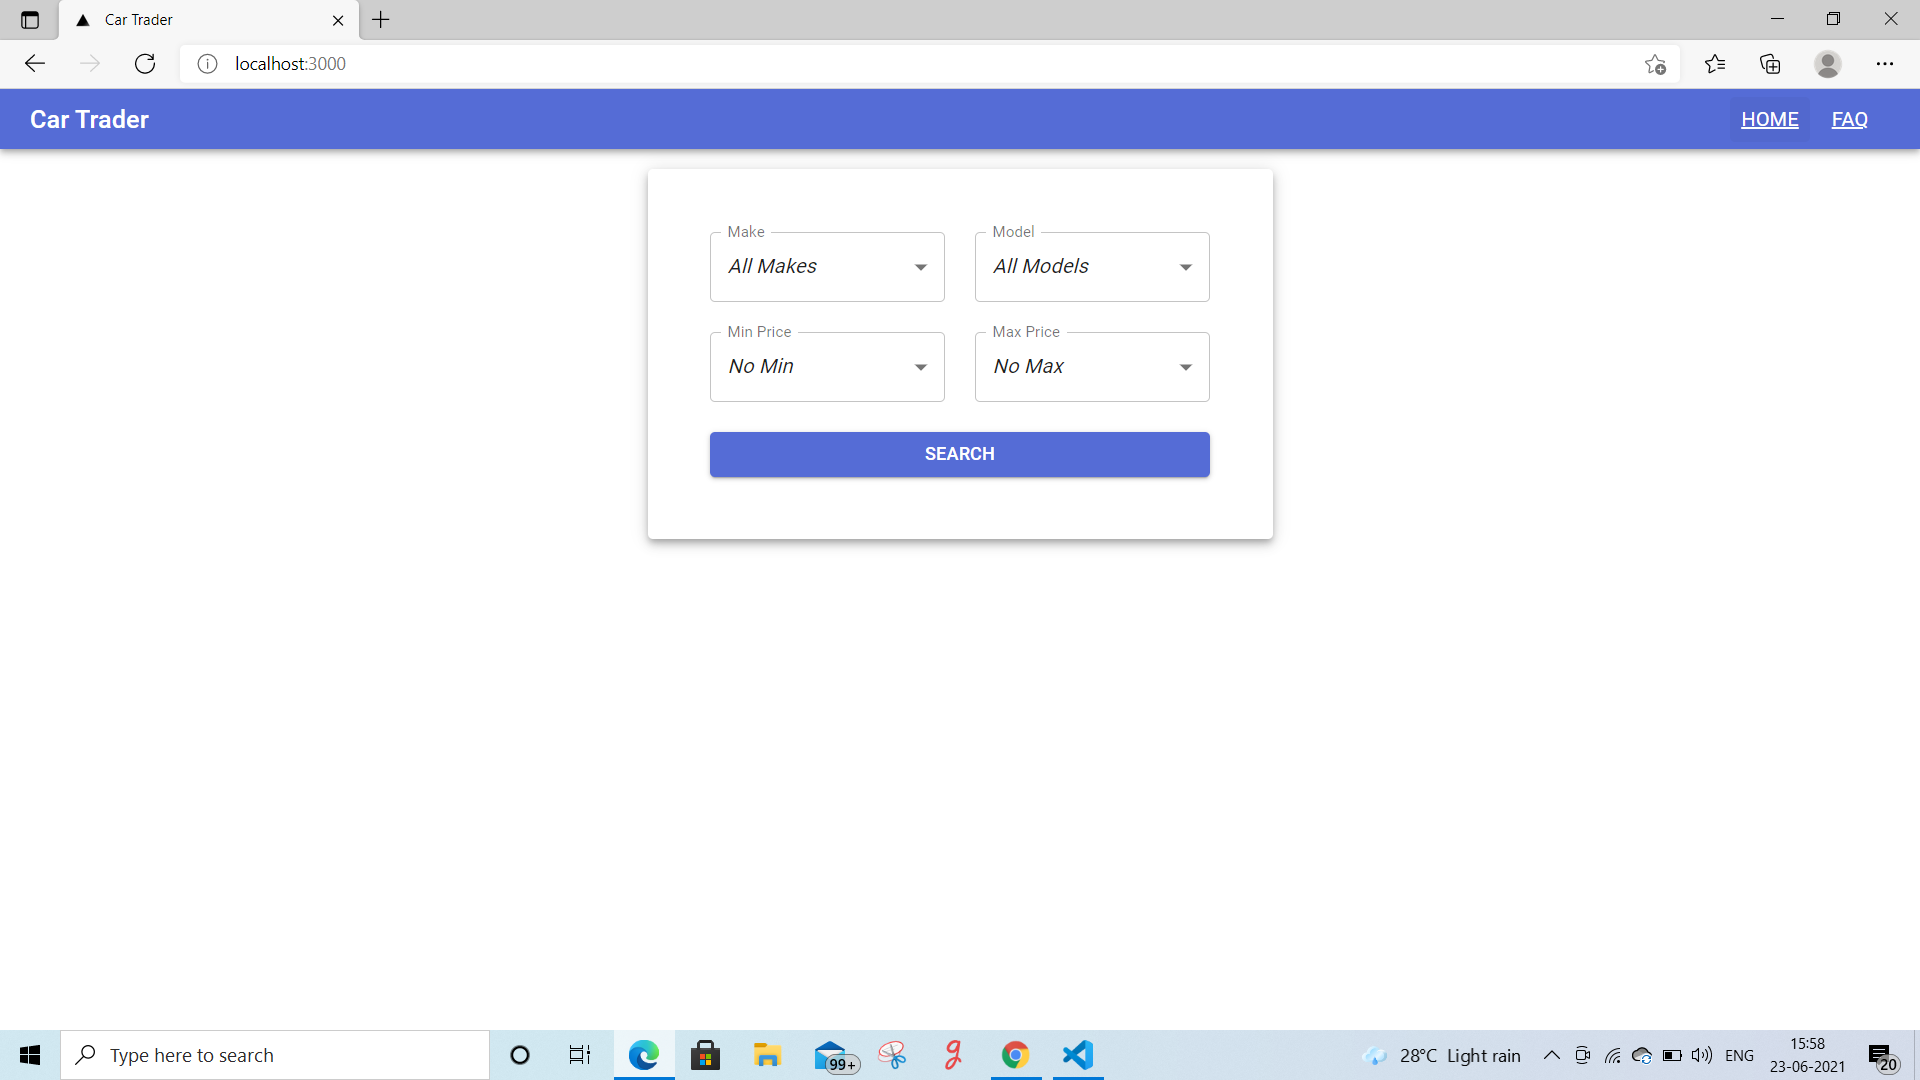 Car Trader
localhost:3000
Car Trader
HOME FAQ
Make Model
All Makes All Models
Min Price Max Price
No Min No Max
SEARCH
Type here to search
99+
28°C Light rain
ENG
15:58
23-06-2021
20